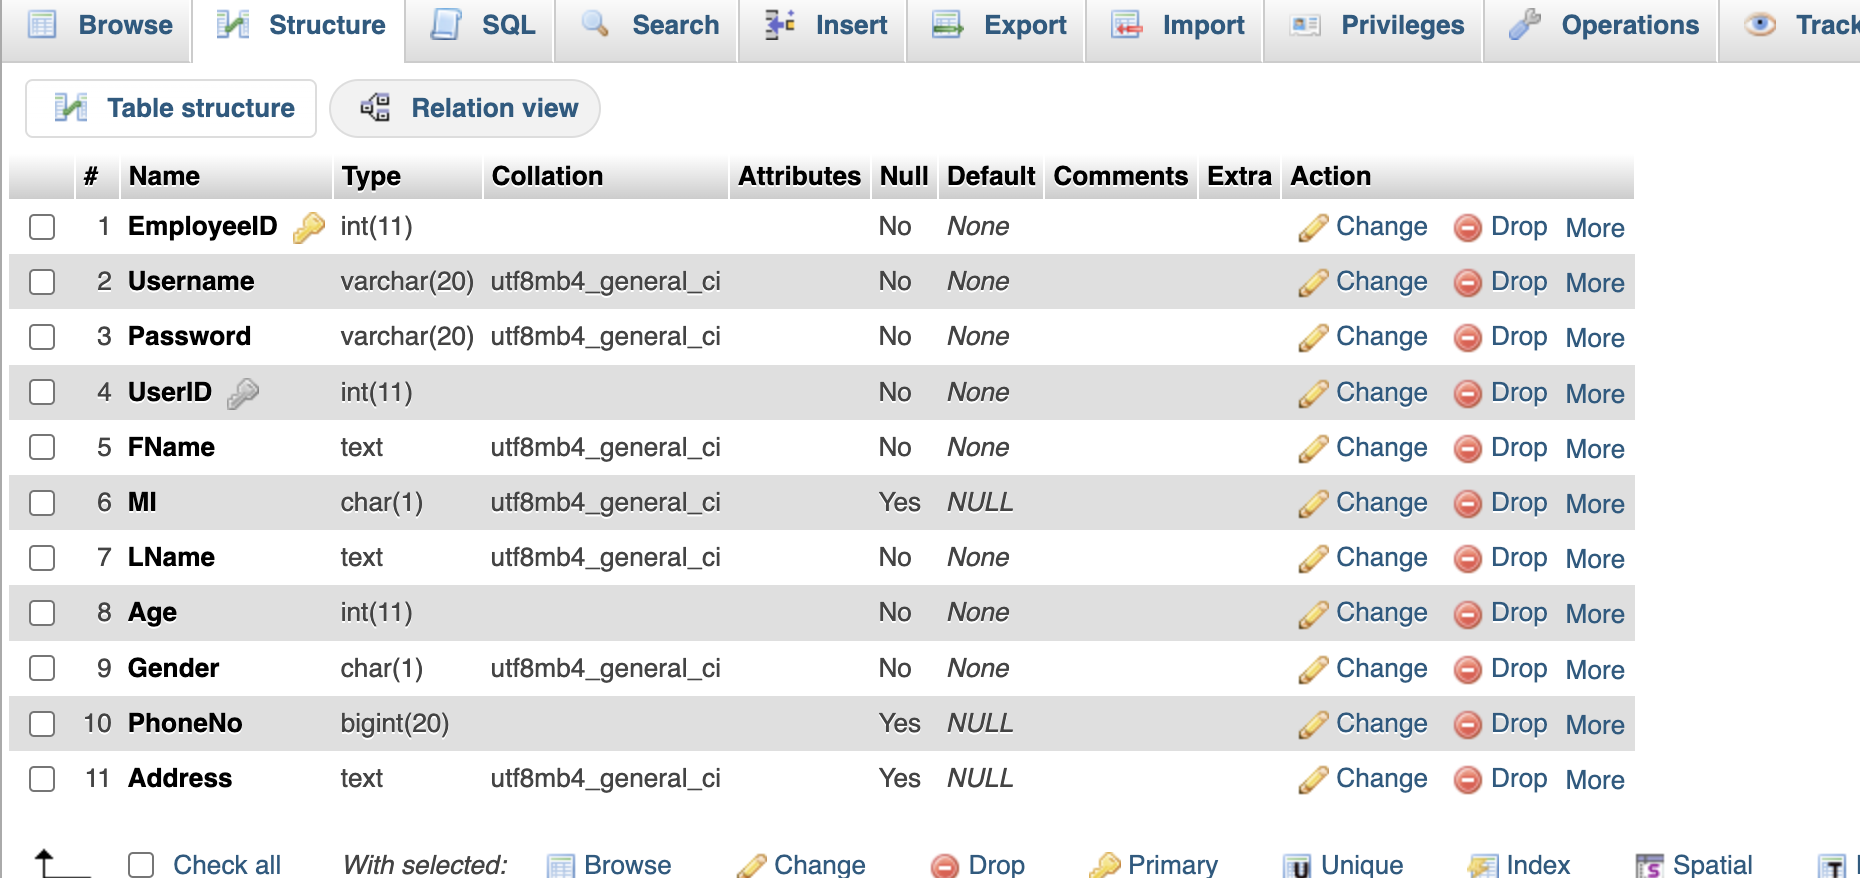 Browse Structure SQL Search Insert Export Import Privileges Operations
Table structure Relation view
# Name Type Collation Attributes Null Default Comments Extra Action
1 EmployeeID int(11) No None Change Drop More
2 Username varchar(20) utf8mb4_general_ci No None Change Drop More
3 Password varchar(20) utf8mb4_general_ci No None Change Drop More
4 UserID int(11) No None Change Drop More
5 FName text utf8mb4_general_ci No None Change Drop More
6 MI char(1) utf8mb4_general_ci Yes NULL Change Drop More
7 LName text utf8mb4_general_ci No None Change Drop More
8 Age int(11) No None Change Drop More
9 Gender char(1) utf8mb4_general_ci No None Change Drop More
10 PhoneNo bigint(20) Yes NULL Change Drop More
11 Address text utf8mb4_general_ci Yes NULL Change Drop More
Check all With selected: Browse Change Drop Primary Unique Index Spatial